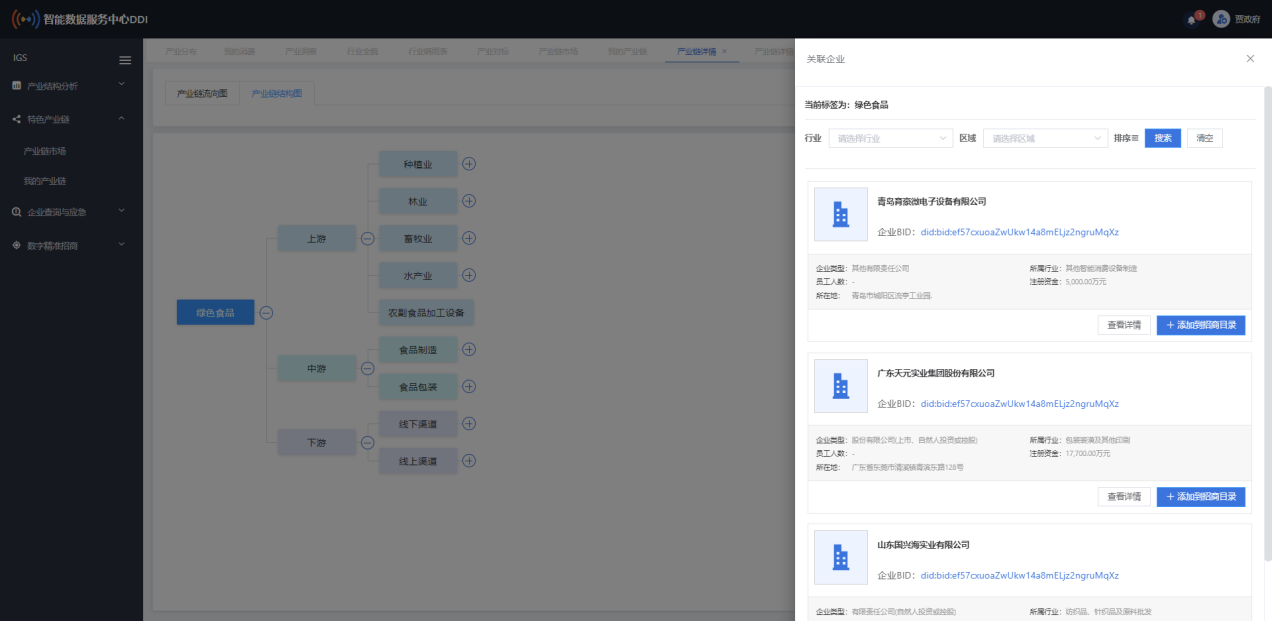 智能数据服务中心DDI
1
贾政府
IGS
产业结构分析
特色产业链
产业链市场
我的产业链
企业查询与应急
数字精准招商
产业分布
我的画像
产业洞察
行业全貌
行业链图表
产业对标
产业链市场
我的产业链
产业链详情 ×
产业链详情
产业链流向图
产业链结构图
绿色食品
上游
中游
下游
种植业
林业
畜牧业
水产业
农副食品加工设备
食品制造
食品包装
线下渠道
线上渠道
关联企业
当前标签为：绿色食品
行业 请选择行业 区域 请选择区域 排序 搜索 清空
青岛育豪微电子设备有限公司
企业BID：did:bid:ef57cxuoaZwUkw14a8mELjz2ngruMqXz
企业类型：其他有限责任公司 所属行业：其他智能消费设备制造
员工人数：- 注册资金：5,000.00万元
所在地：青岛市城阳区流亭工业园.
查看详情 添加到招商目录
广东天元实业集团股份有限公司
企业BID：did:bid:ef57cxuoaZwUkw14a8mELjz2ngruMqXz
企业类型：股份有限公司(上市、自然人投资或控股) 所属行业：包装装潢及其他印刷
员工人数：- 注册资金：17,700.00万元
所在地：广东省东莞市清溪镇青滨东路128号
查看详情 添加到招商目录
山东国兴海实业有限公司
企业BID：did:bid:ef57cxuoaZwUkw14a8mELjz2ngruMqXz
企业类型：有限责任公司(自然人投资或控股) 所属行业：纺织品、针织品及原料批发